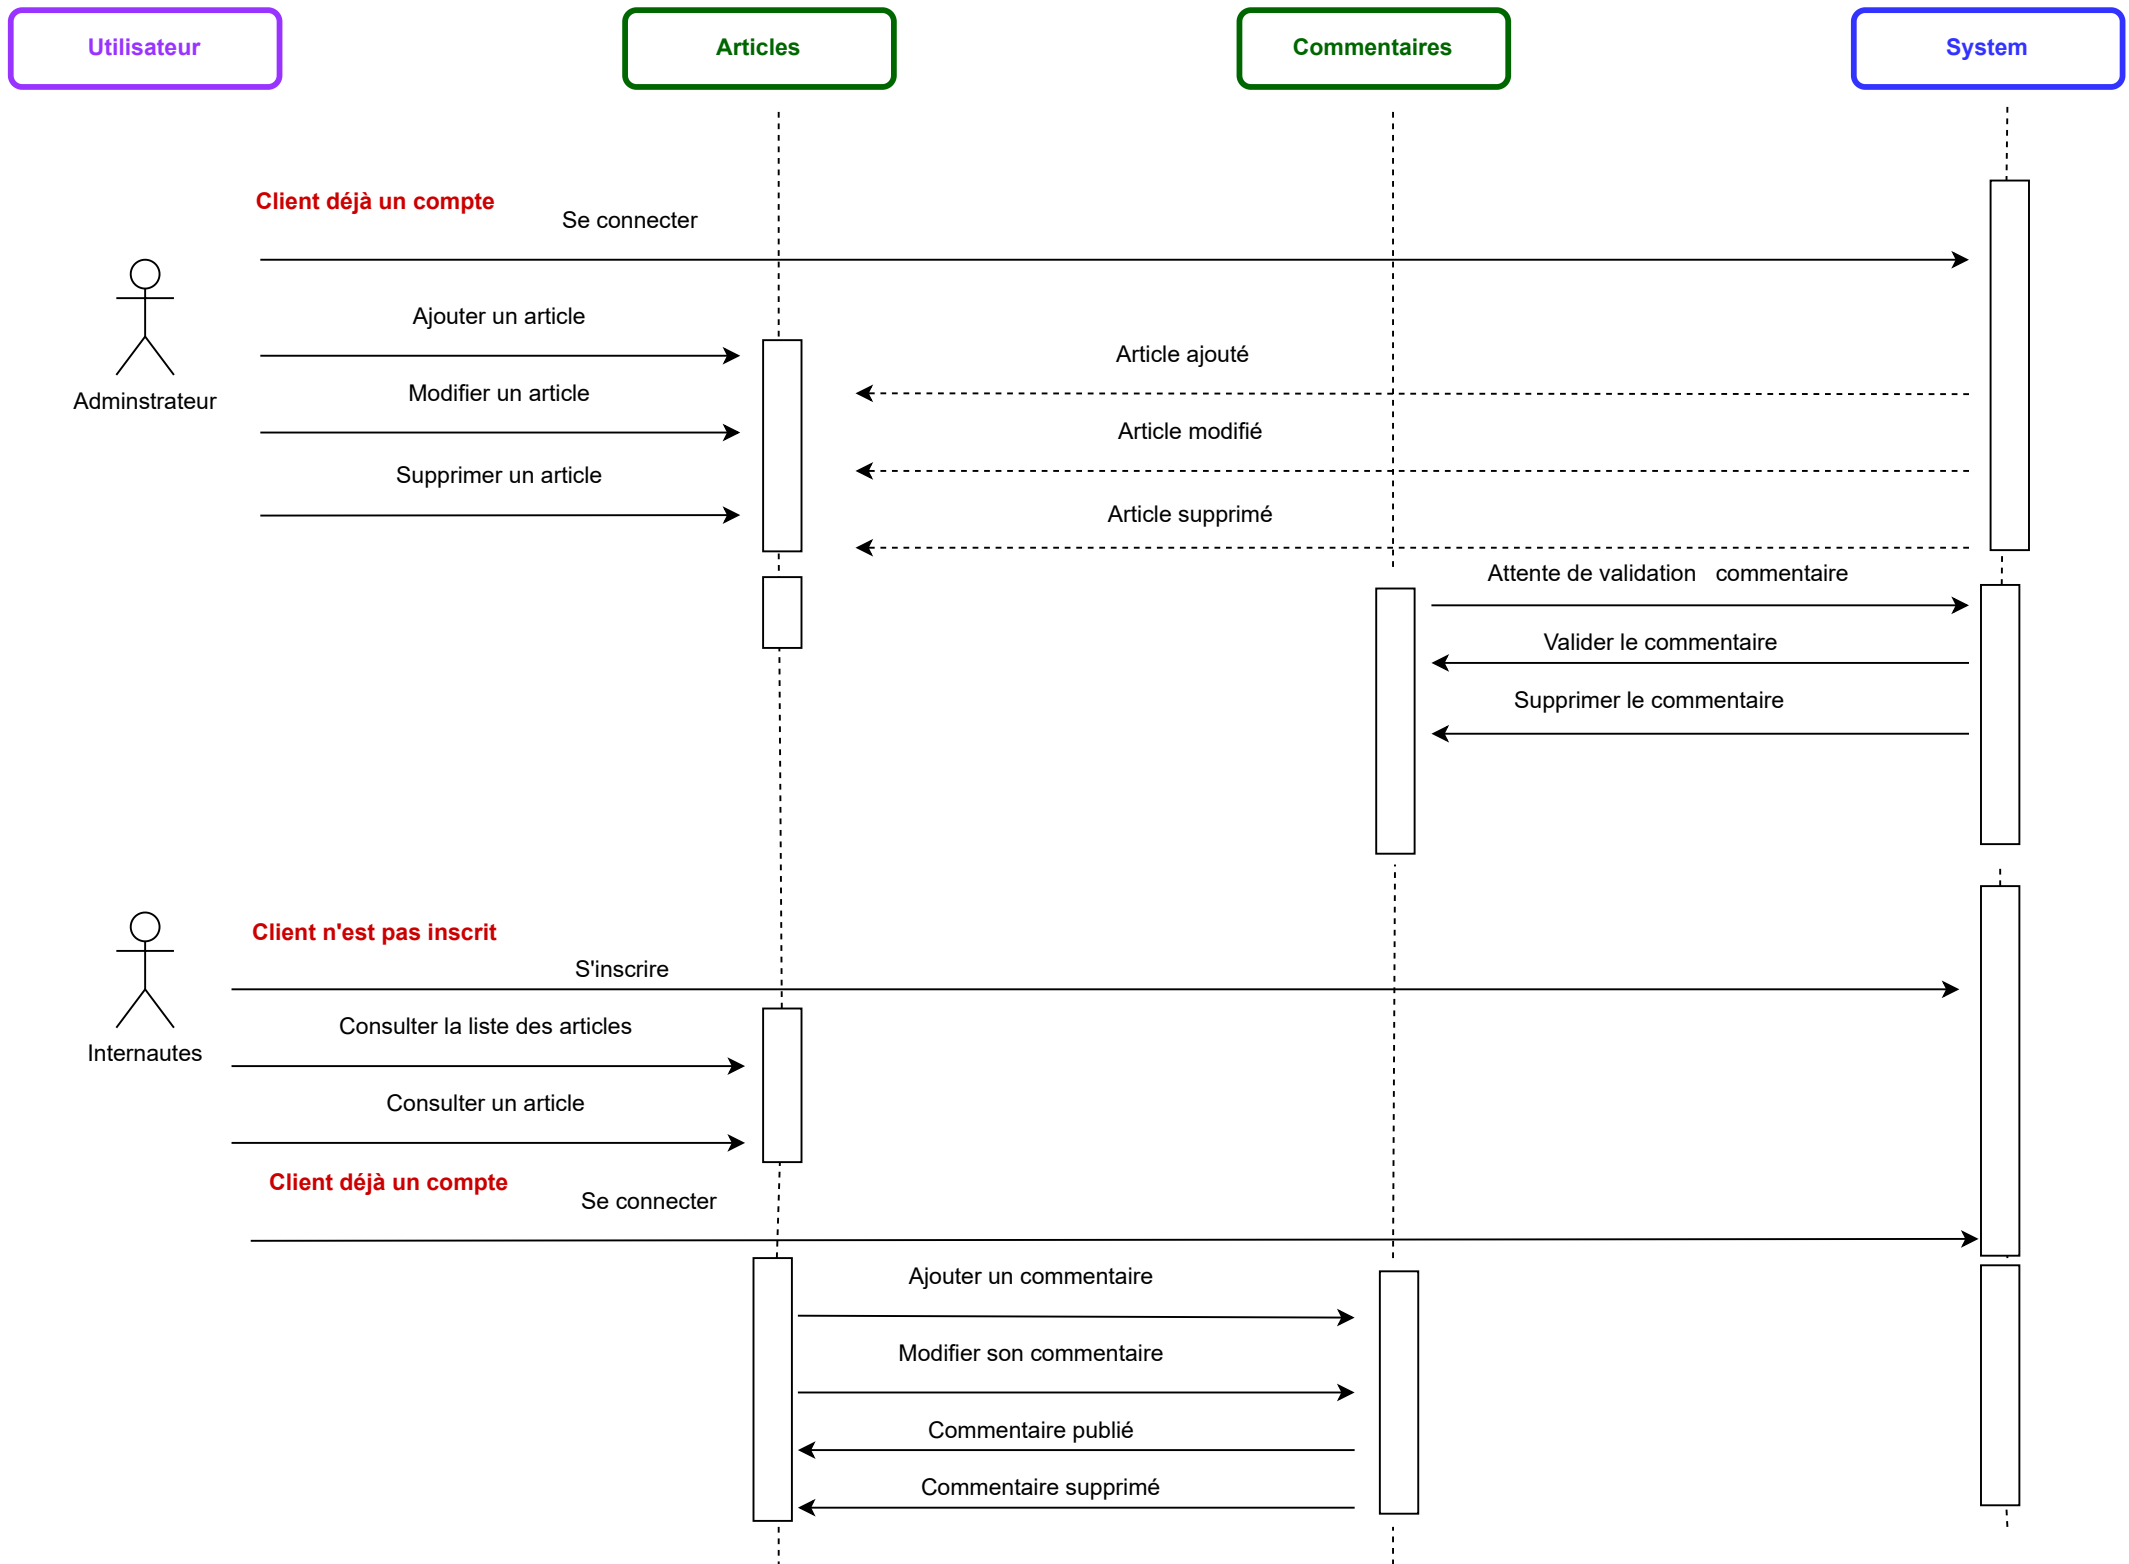 Utilisateur
Articles
Commentaires
System
Client déjà un compte
Se connecter
Ajouter un article
Article ajouté
Adminstrateur
Modifier un article
Article modifié
Supprimer un article
Article supprimé
Attente de validation   commentaire
Valider le commentaire
Supprimer le commentaire
Client n'est pas inscrit
S'inscrire
Consulter la liste des articles
Internautes
Consulter un article
Client déjà un compte
Se connecter
Ajouter un commentaire
Modifier son commentaire
Commentaire publié
Commentaire supprimé